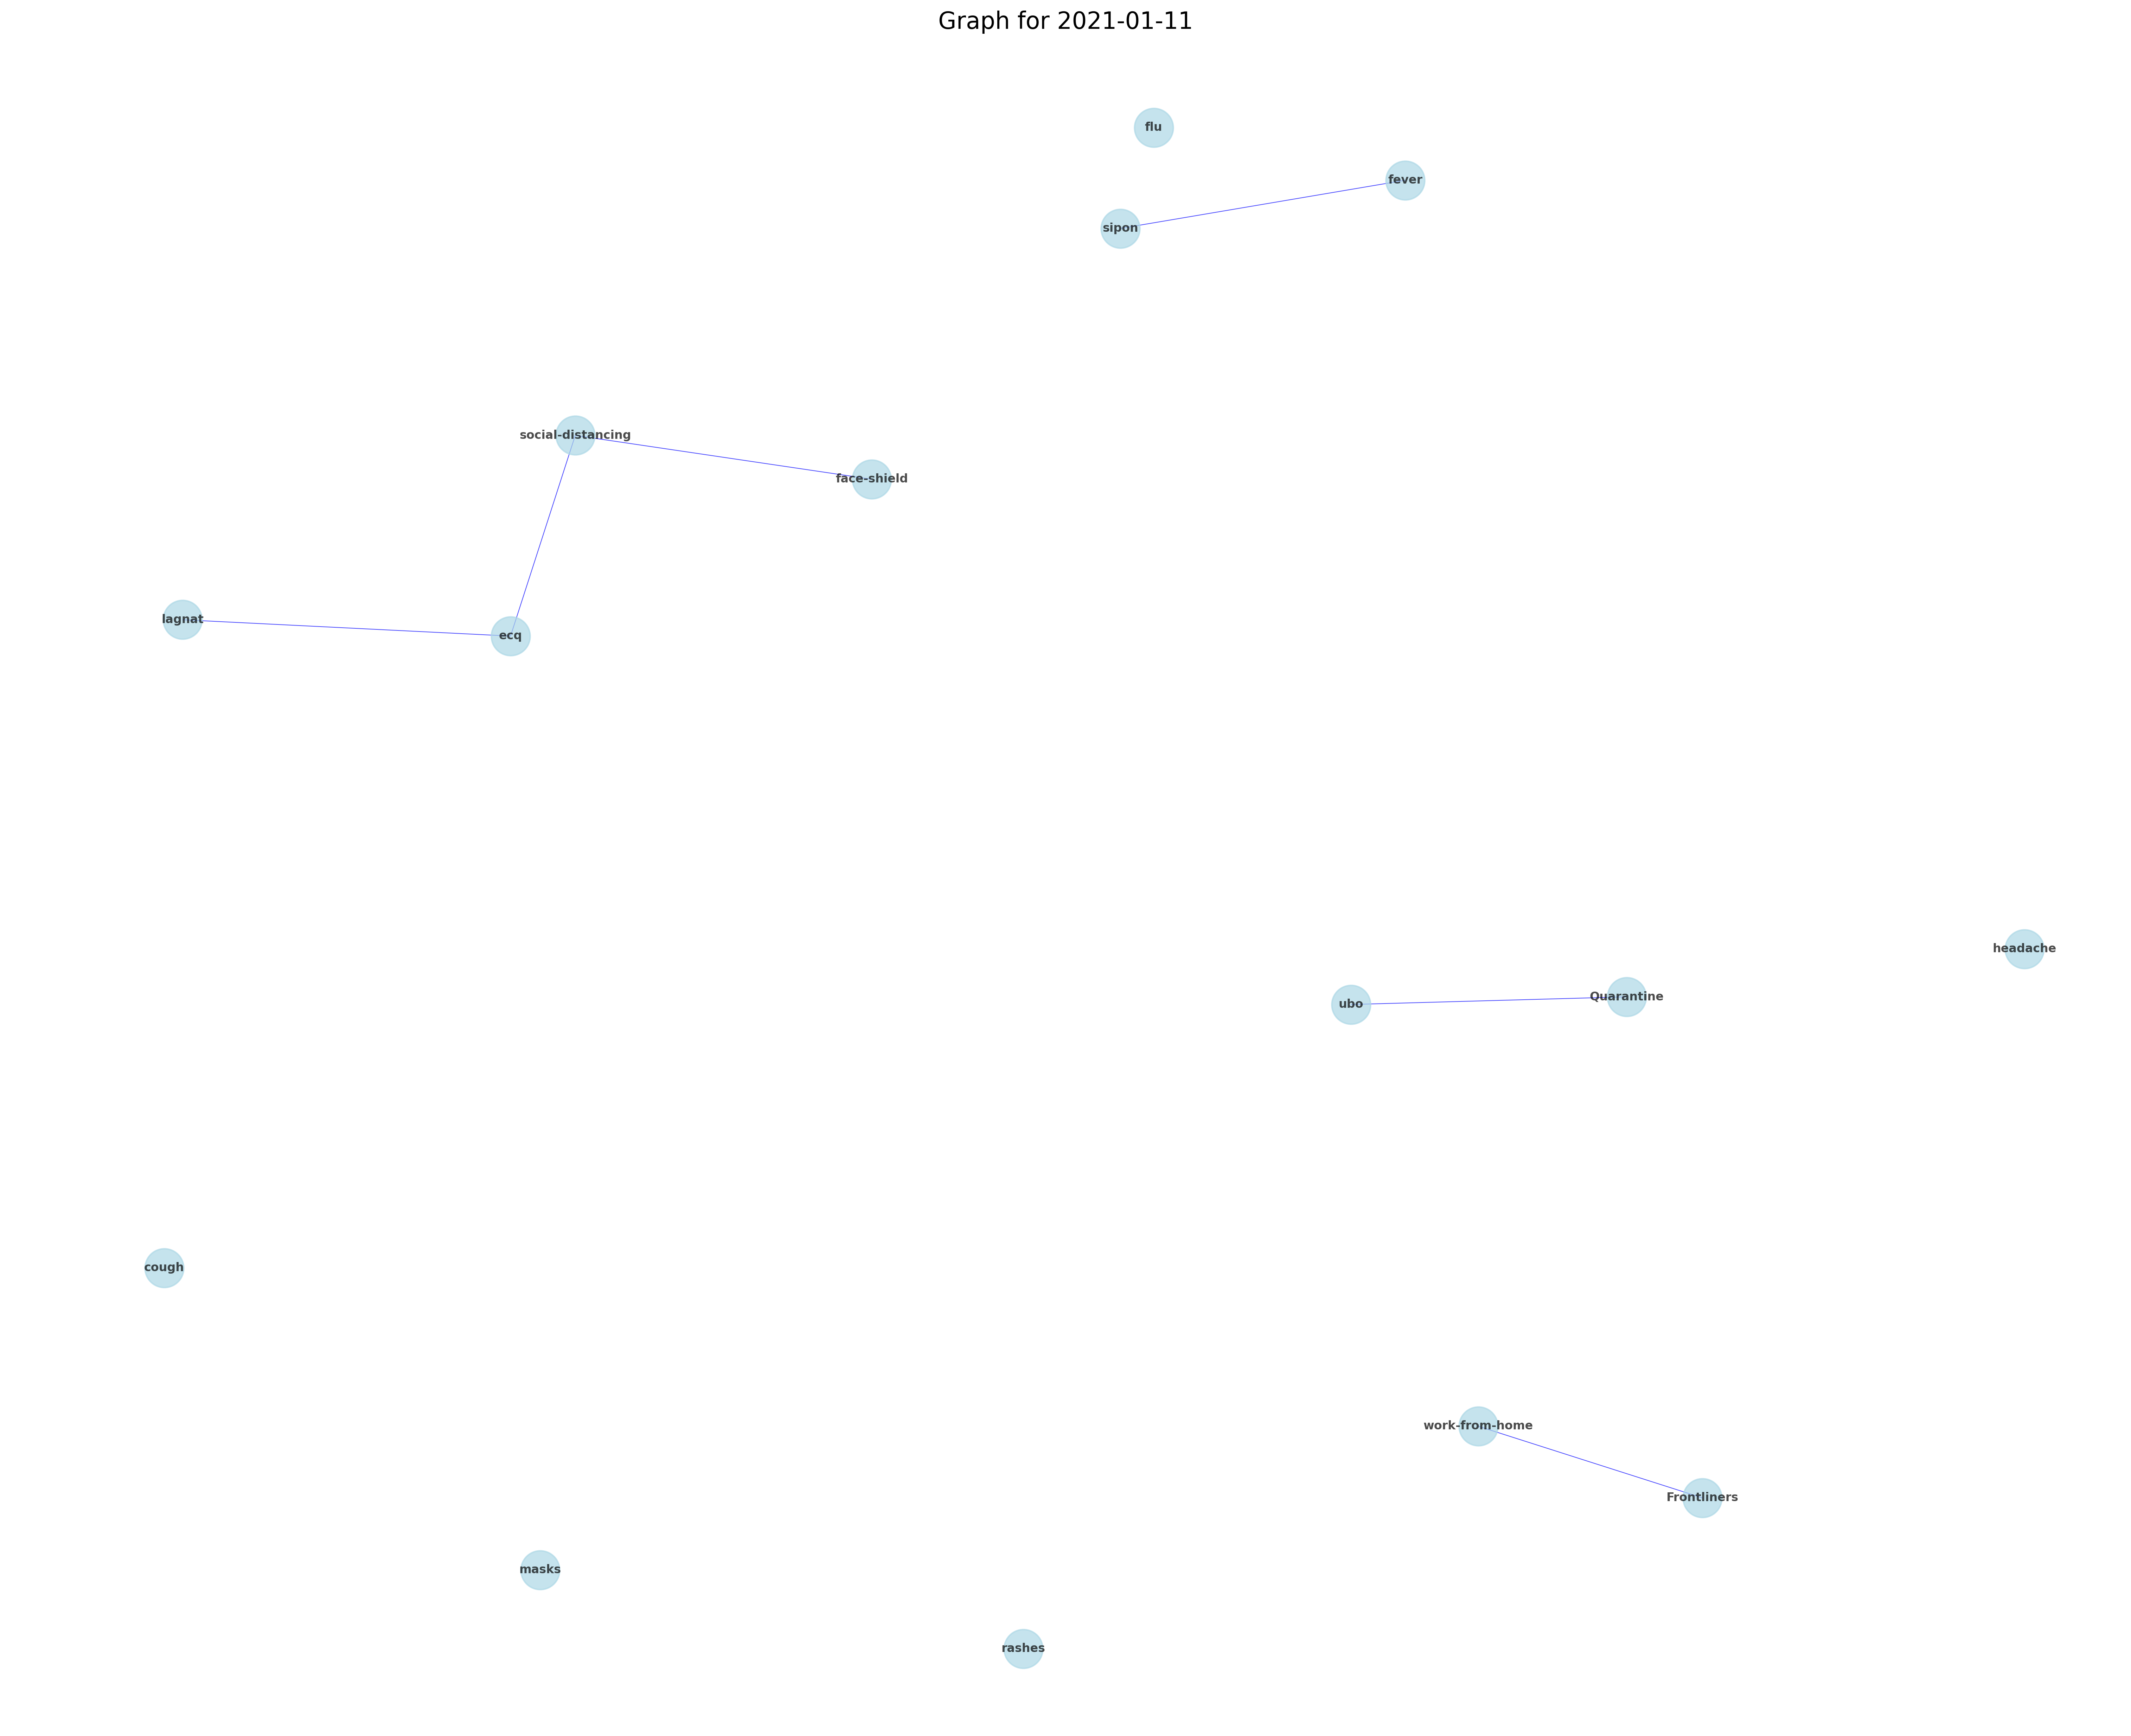 Graph for 2021-01-11
flu
fever
sipon
social-distancing
face-shield
lagnat
ecq
headache
Quarantine
ubo
cough
work-from-home
Frontliners
masks
rashes